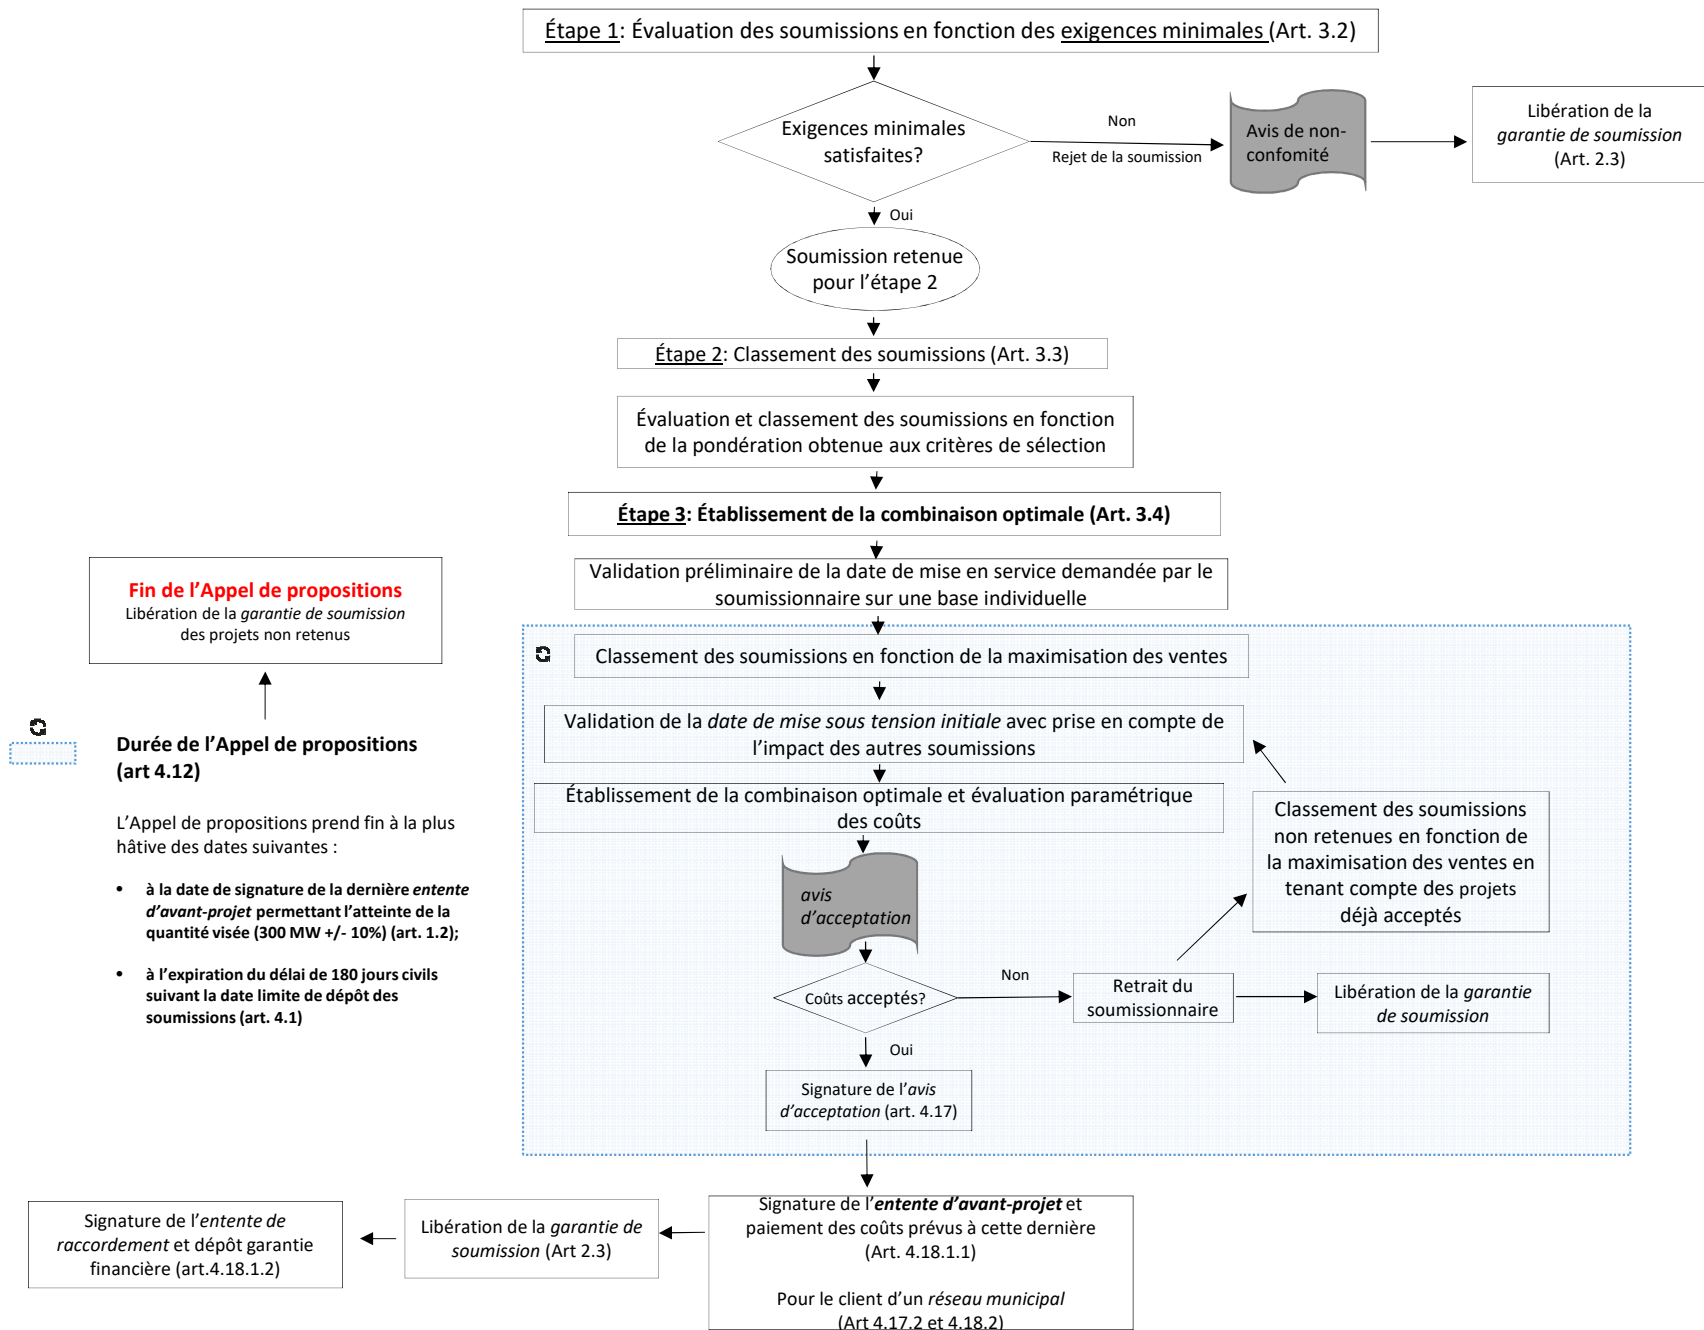 Étape 1: Évaluation des soumissions en fonction des exigences minimales (Art. 3.2)
Exigences minimales
satisfaites?
Non
Rejet de la soumission
Avis de non-
confomité
Libération de la
garantie de soumission
(Art. 2.3)
Oui
Soumission retenue
pour l’étape 2
Étape 2: Classement des soumissions (Art. 3.3)
Évaluation et classement des soumissions en fonction
de la pondération obtenue aux critères de sélection
Étape 3: Établissement de la combinaison optimale (Art. 3.4)
Validation préliminaire de la date de mise en service demandée par le
soumissionnaire sur une base individuelle
Fin de l’Appel de propositions
Libération de la garantie de soumission
des projets non retenus
Durée de l’Appel de propositions
(art 4.12)
L’Appel de propositions prend fin à la plus
hâtive des dates suivantes :
• à la date de signature de la dernière entente
d’avant-projet permettant l’atteinte de la
quantité visée (300 MW +/- 10%) (art. 1.2);
• à l’expiration du délai de 180 jours civils
suivant la date limite de dépôt des
soumissions (art. 4.1)
Classement des soumissions en fonction de la maximisation des ventes
Validation de la date de mise sous tension initiale avec prise en compte de
l’impact des autres soumissions
Établissement de la combinaison optimale et évaluation paramétrique
des coûts
Classement des soumissions
non retenues en fonction de
la maximisation des ventes en
tenant compte des projets
déjà acceptés
avis
d’acceptation
Coûts acceptés?
Non
Retrait du
soumissionnaire
Libération de la garantie
de soumission
Oui
Signature de l’avis
d’acceptation (art. 4.17)
Signature de l’entente d’avant-projet et
paiement des coûts prévus à cette dernière
(Art. 4.18.1.1)
Pour le client d’un réseau municipal
(Art 4.17.2 et 4.18.2)
Libération de la garantie de
soumission (Art 2.3)
Signature de l’entente de
raccordement et dépôt garantie
financière (art.4.18.1.2)